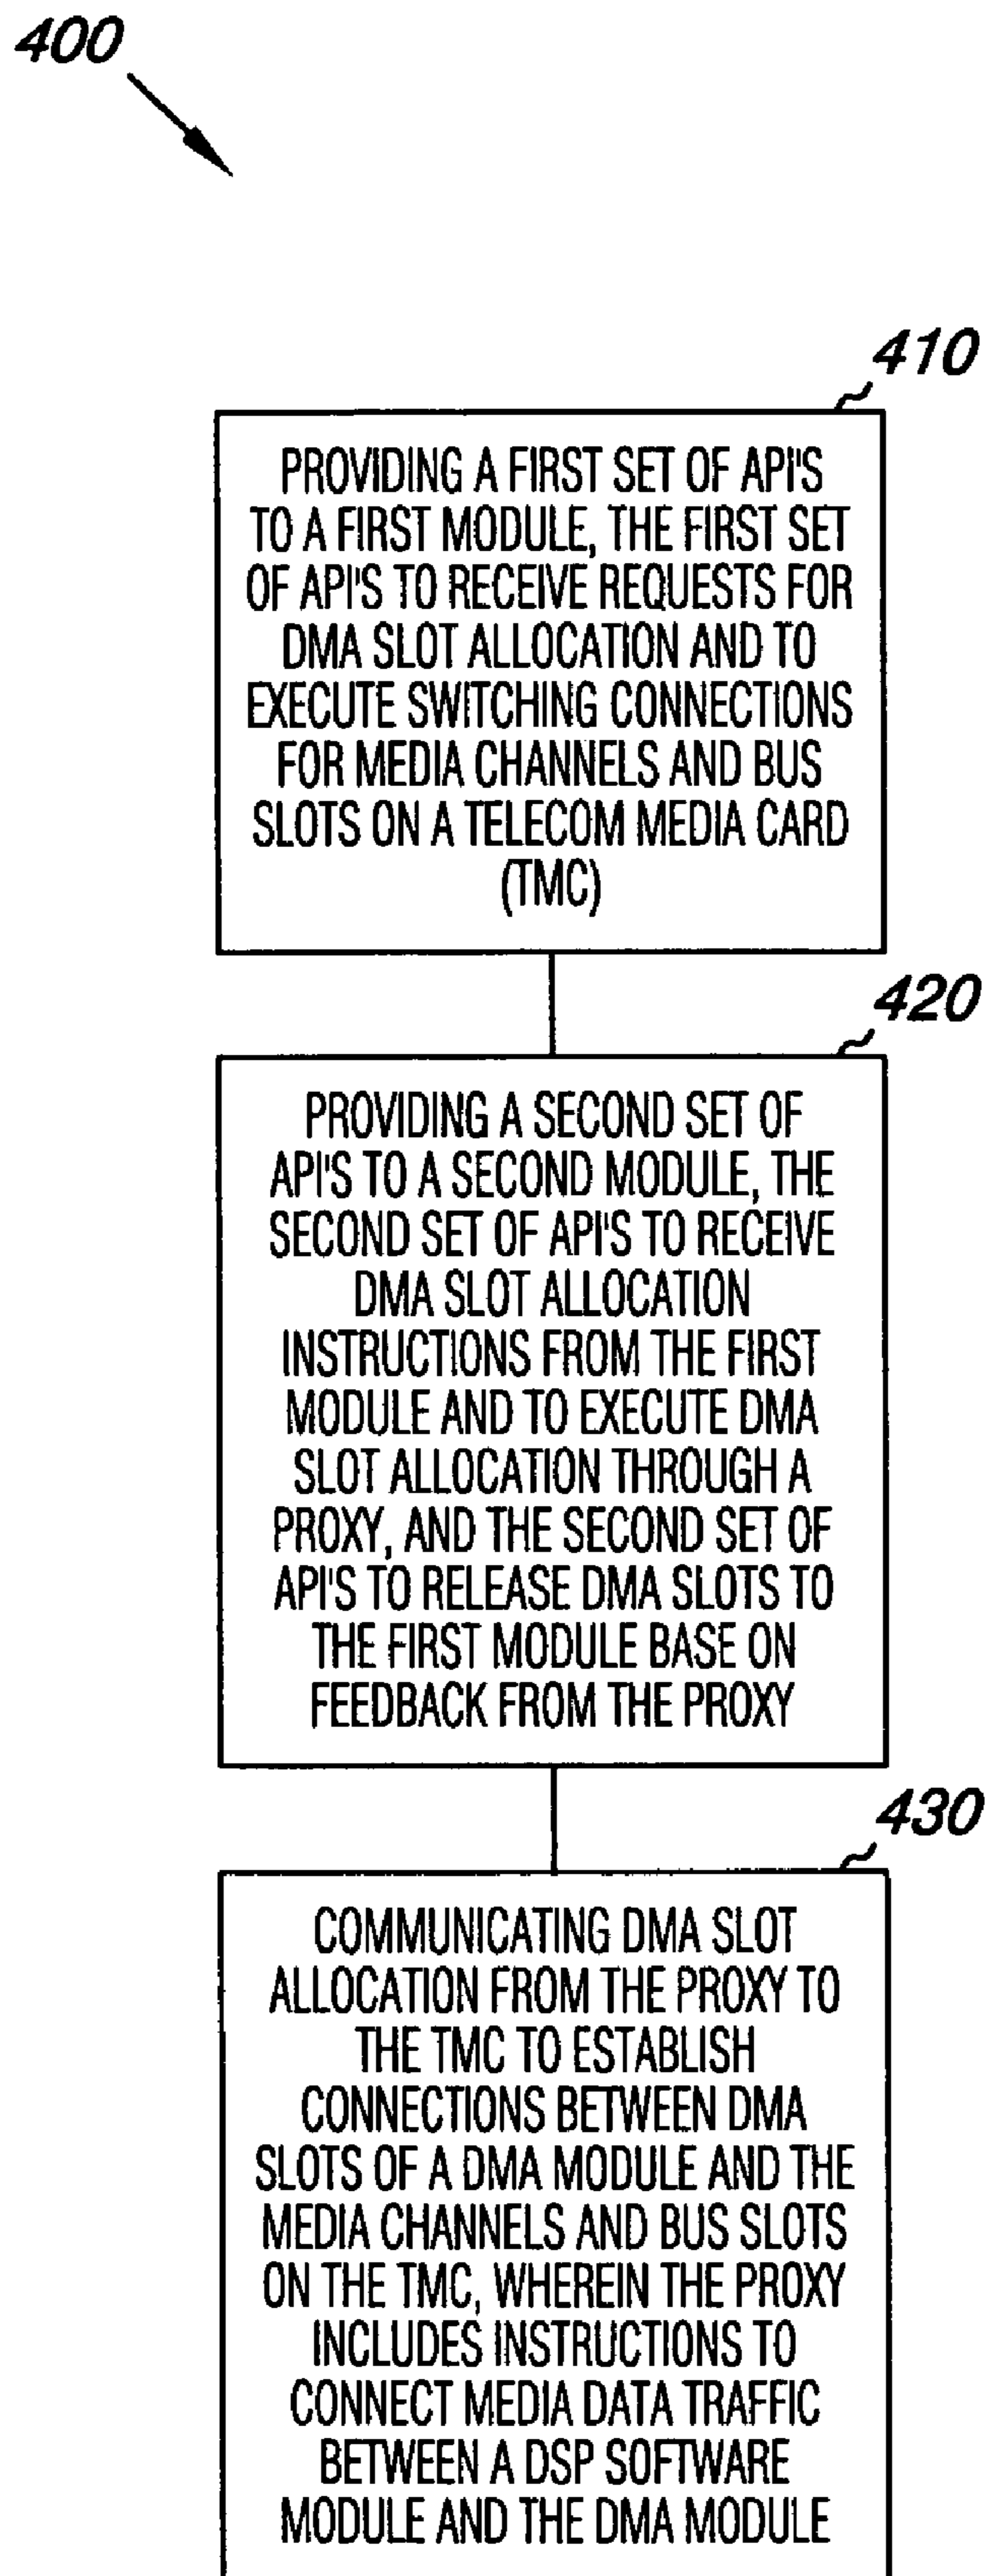 400
410
PROVIDING A FIRST SET OF API'S
TO A FIRST MODULE, THE FIRST SET
OF API'S TO RECEIVE REQUESTS FOR
DMA SLOT ALLOCATION AND TO
EXECUTE SWITCHING CONNECTIONS
FOR MEDIA CHANNELS AND BUS
SLOTS ON A TELECOM MEDIA CARD
(TMC)
420
PROVIDING A SECOND SET OF
API'S TO A SECOND MODULE, THE
SECOND SET OF API'S TO RECEIVE
DMA SLOT ALLOCATION
INSTRUCTIONS FROM THE FIRST
MODULE AND TO EXECUTE DMA
SLOT ALLOCATION THROUGH A
PROXY, AND THE SECOND SET OF
API'S TO RELEASE DMA SLOTS TO
THE FIRST MODULE BASE ON
FEEDBACK FROM THE PROXY
430
COMMUNICATING DMA SLOT
ALLOCATION FROM THE PROXY TO
THE TMC TO ESTABLISH
CONNECTIONS BETWEEN DMA
SLOTS OF A DMA MODULE AND THE
MEDIA CHANNELS AND BUS SLOTS
ON THE TMC, WHEREIN THE PROXY
INCLUDES INSTRUCTIONS TO
CONNECT MEDIA DATA TRAFFIC
BETWEEN A DSP SOFTWARE
MODULE AND THE DMA MODULE